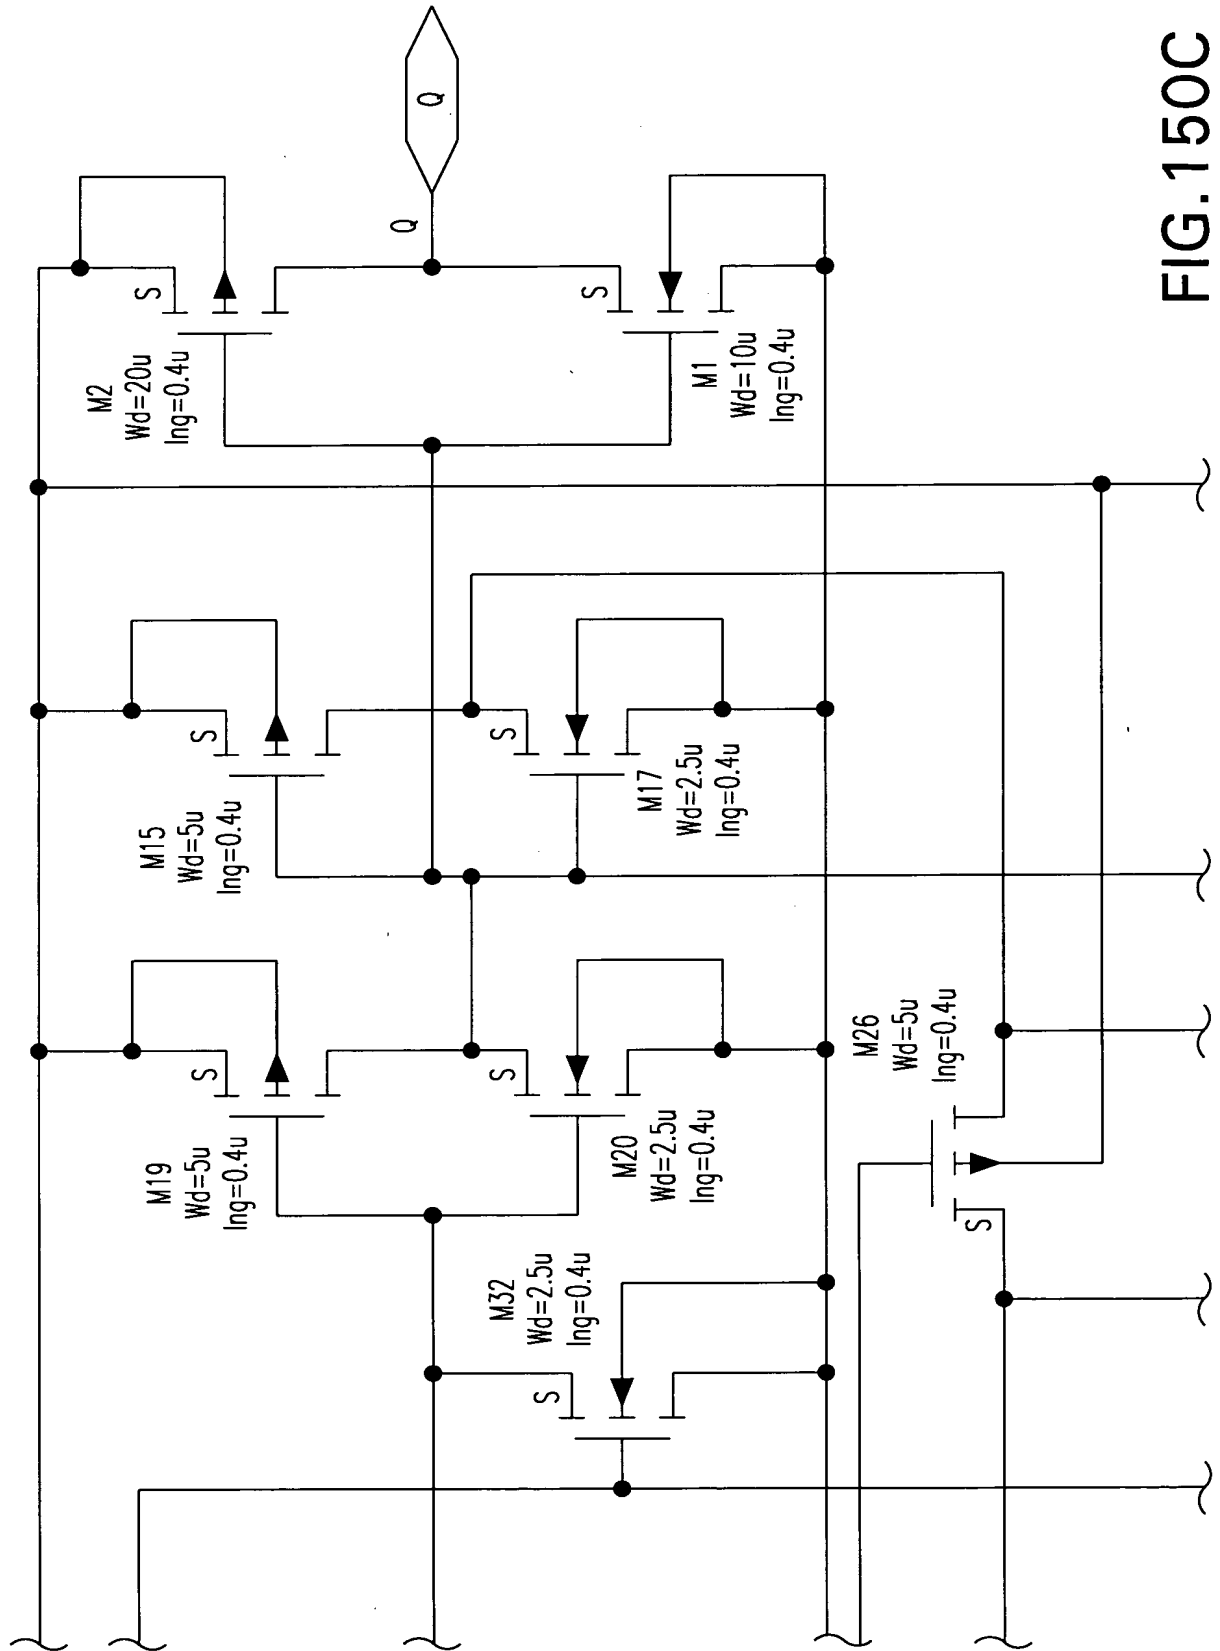 FIG.150C
Q
Q
S
M2
Wd=20u
lng=0.4u
S
M1
Wd=10u
lng=0.4u
S
M15
Wd=5u
lng=0.4u
S
M17
Wd=2.5u
lng=0.4u
S
M19
Wd=5u
lng=0.4u
S
M20
Wd=2.5u
lng=0.4u
M26
Wd=5u
lng=0.4u
S
M32
Wd=2.5u
lng=0.4u
S